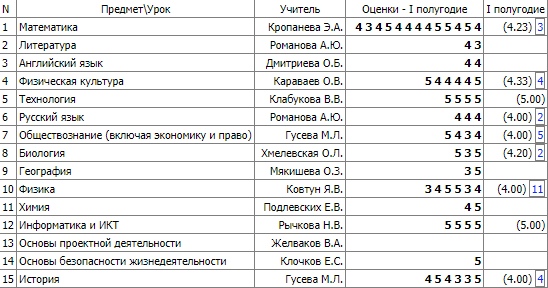 N Предмет\Урок Учитель Оценки - I полугодие I полугодие
1 Математика Кропанева Э.А. 4 3 4 5 4 4 4 4 5 5 4 5 4 (4.23) 3
2 Литература Романова А.Ю. 4 3
3 Английский язык Дмитриева О.Б. 4 4
4 Физическая культура Караваев О.В. 5 4 4 4 4 5 (4.33) 4
5 Технология Клабукова В.В. 5 5 5 5 (5.00)
6 Русский язык Романова А.Ю. 4 4 4 (4.00) 2
7 Обществознание (включая экономику и право) Гусева М.Л. 5 4 3 4 (4.00) 5
8 Биология Хмелевская О.Л. 5 3 5 (4.20) 2
9 География Мякишева О.З. 3 5
10 Физика Ковтун Я.В. 3 4 5 5 3 4 (4.00) 11
11 Химия Подлевских Е.В. 4 5
12 Информатика и ИКТ Рычкова Н.В. 5 5 5 5 (5.00)
13 Основы проектной деятельности Желваков В.А.
14 Основы безопасности жизнедеятельности Клочков Е.С. 5
15 История Гусева М.Л. 4 5 4 3 3 5 (4.00) 4